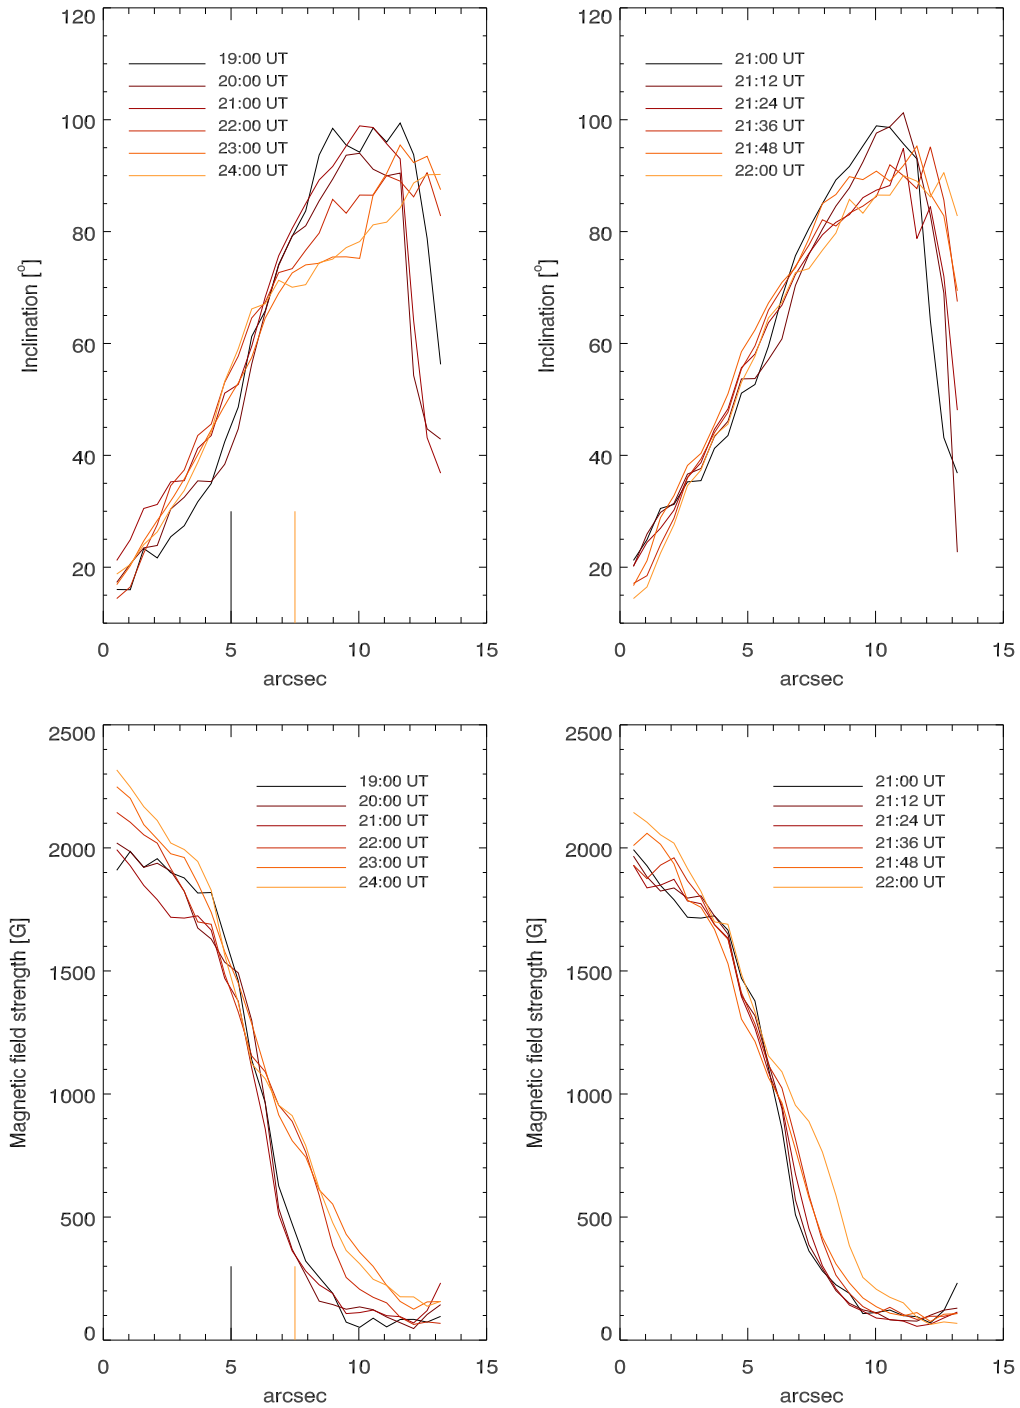 120
100
80
60
40
20
Inclination [°]
19:00 UT
20:00 UT
21:00 UT
22:00 UT
23:00 UT
24:00 UT
0 5 10 15
arcsec
120
100
80
60
40
20
Inclination [°]
21:00 UT
21:12 UT
21:24 UT
21:36 UT
21:48 UT
22:00 UT
0 5 10 15
arcsec
2500
2000
1500
1000
500
0
Magnetic field strength [G]
19:00 UT
20:00 UT
21:00 UT
22:00 UT
23:00 UT
24:00 UT
0 5 10 15
arcsec
2500
2000
1500
1000
500
0
Magnetic field strength [G]
21:00 UT
21:12 UT
21:24 UT
21:36 UT
21:48 UT
22:00 UT
0 5 10 15
arcsec